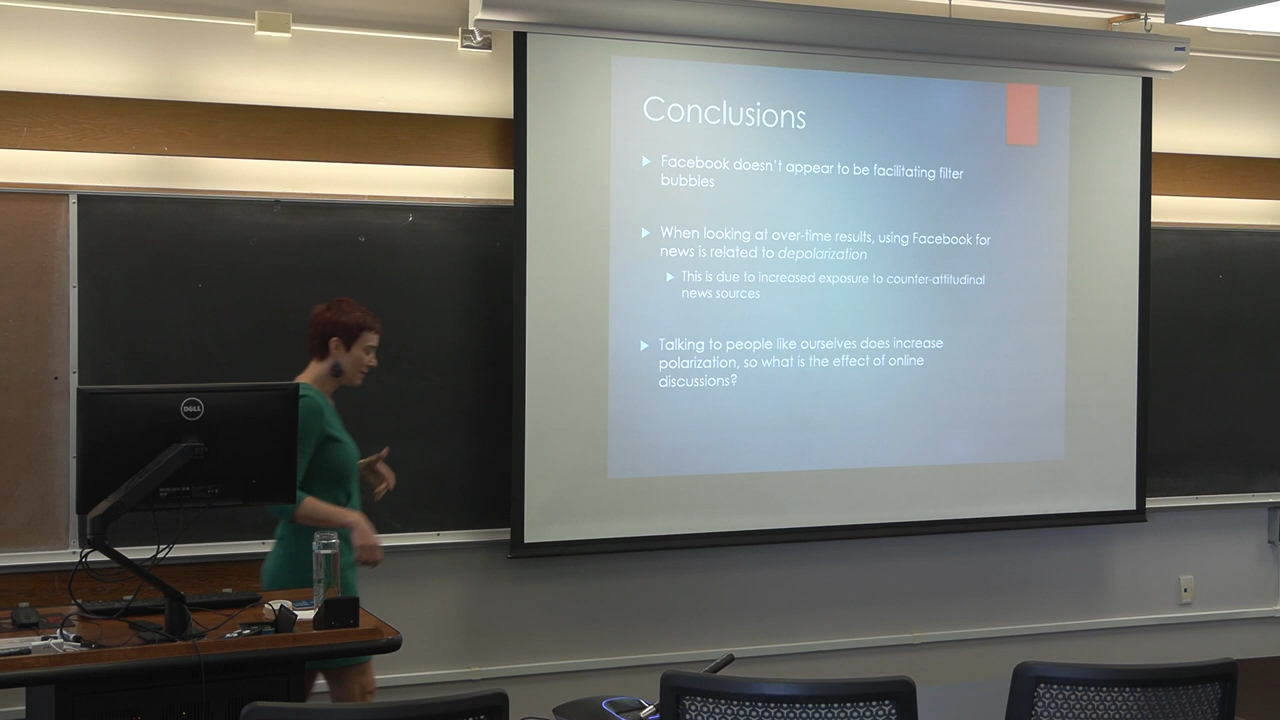 Conclusions
Facebook doesn't appear to be facilitating filter
bubbles
When looking at over-time results, using Facebook for
news is related to depolarization
This is due to increased exposure to counter-attitudinal
news sources
Talking to people like ourselves does increase
polarization, so what is the effect of online
discussions?
DELL